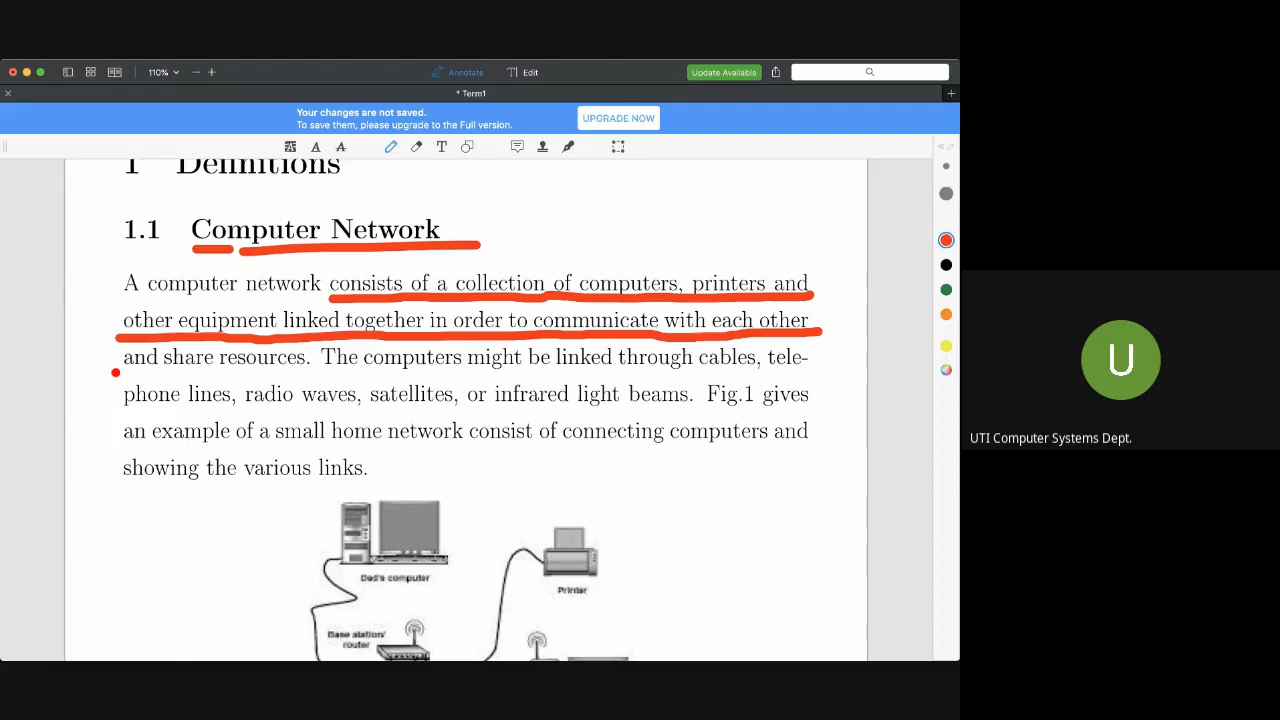 110%
Annotate
Edit
Update Available
* Term1
Your changes are not saved.
To save them, please upgrade to the Full version.
UPGRADE NOW
1 Definitions
1.1 Computer Network
A computer network consists of a collection of computers, printers and
other equipment linked together in order to communicate with each other
and share resources. The computers might be linked through cables, tele-
phone lines, radio waves, satellites, or infrared light beams. Fig.1 gives
an example of a small home network consist of connecting computers and
showing the various links.
Dad's computer
Printer
Base station/
router
U
UTI Computer Systems Dept.